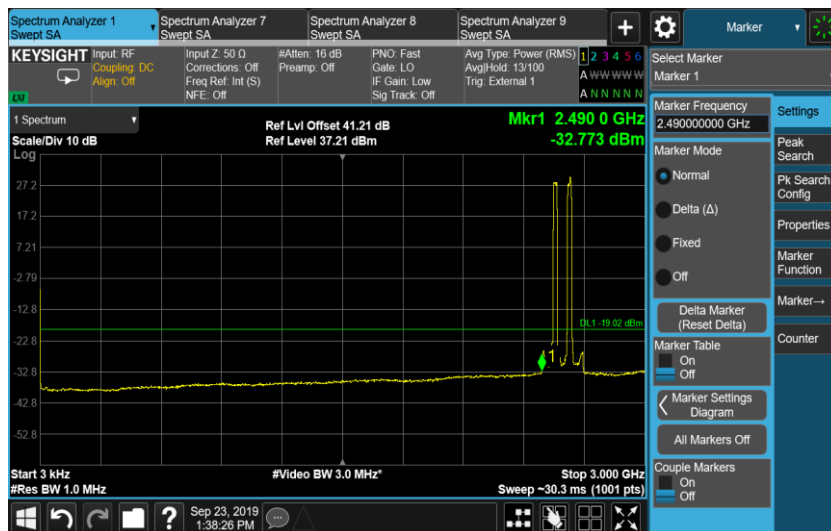 Spectrum Analyzer 1
Swept SA
Spectrum Analyzer 7
Swept SA
Spectrum Analyzer 8
Swept SA
Spectrum Analyzer 9
Swept SA
+
Marker
KEYSIGHT
LXI
Input: RF
Coupling: DC
Align: Off
Input Z: 50 Ω
Corrections: Off
Freq Ref: Int (S)
NFE: Off
#Atten: 16 dB
Preamp: Off
PNO: Fast
Gate: LO
IF Gain: Low
Sig Track: Off
Avg Type: Power (RMS)
Avg|Hold: 13/100
Trig: External 1
1 2 3 4 5 6
A W W W W W
A N N N N N
Select Marker
Marker 1
1 Spectrum
Scale/Div 10 dB
Log
Ref Lvl Offset 41.21 dB
Ref Level 37.21 dBm
Mkr1 2.490 0 GHz
-32.773 dBm
27.2
17.2
7.21
-2.79
-12.8
-22.8
-32.8
-42.8
-52.8
DL1 -19.02 dBm
1
Start 3 kHz
#Res BW 1.0 MHz
#Video BW 3.0 MHz*
Stop 3.000 GHz
Sweep ~30.3 ms (1001 pts)
Marker Frequency
2.490000000 GHz
Marker Mode
Normal
Delta (Δ)
Fixed
Off
Delta Marker
(Reset Delta)
Marker Table
On
Off
Marker Settings
Diagram
All Markers Off
Couple Markers
On
Off
Settings
Peak
Search
Pk Search
Config
Properties
Marker
Function
Marker→
Counter
?
Sep 23, 2019
1:38:26 PM